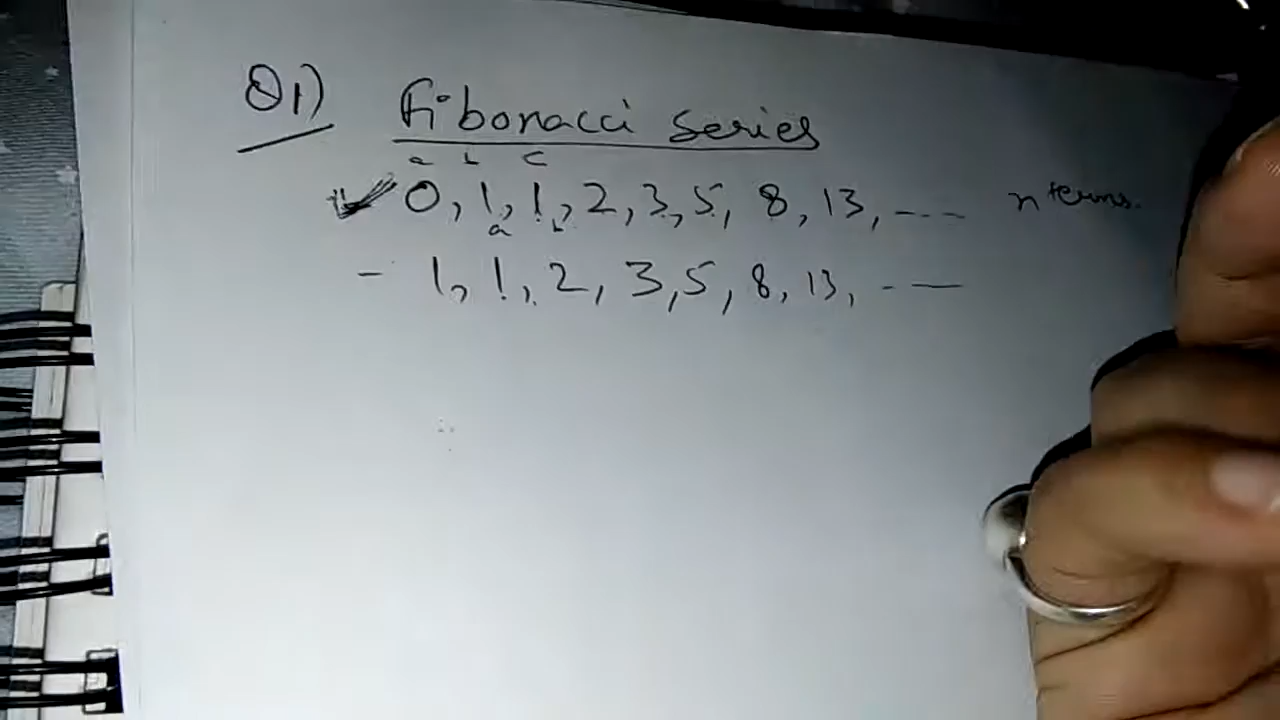 Q1) Fibonacci Series
a b c
0, 1, 1, 2, 3, 5, 8, 13, --- n terms.
a b
- 1, 1, 2, 3, 5, 8, 13, - —